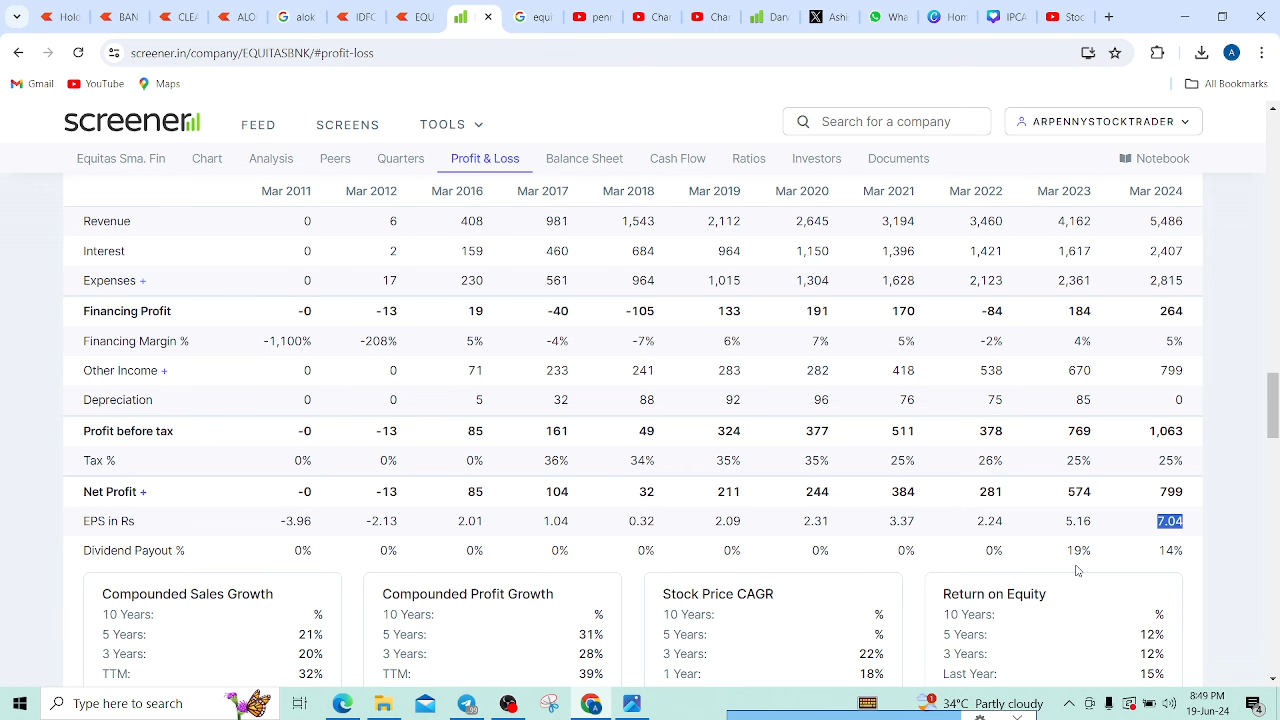 Hold
BAN
CLEA
ALO
alok
IDFC
EQU
equi
penn
Cha
Cha
Dan
Ash
Wha
Hom
IPCA
Stoc
screener.in/company/EQUITASBNK/#profit-loss
A
Gmail YouTube Maps All Bookmarks
screener FEED SCREENS TOOLS Search for a company ARPENNYSTOCKTRADER
Equitas Sma. Fin Chart Analysis Peers Quarters Profit & Loss Balance Sheet Cash Flow Ratios Investors Documents Notebook
Mar 2011 Mar 2012 Mar 2016 Mar 2017 Mar 2018 Mar 2019 Mar 2020 Mar 2021 Mar 2022 Mar 2023 Mar 2024
Revenue 0 6 408 981 1,543 2,112 2,645 3,194 3,460 4,162 5,486
Interest 0 2 159 460 684 964 1,150 1,396 1,421 1,617 2,407
Expenses + 0 17 230 561 964 1,015 1,304 1,628 2,123 2,361 2,815
Financing Profit -0 -13 19 -40 -105 133 191 170 -84 184 264
Financing Margin % -1,100% -208% 5% -4% -7% 6% 7% 5% -2% 4% 5%
Other Income + 0 0 71 233 241 283 282 418 538 670 799
Depreciation 0 0 5 32 88 92 96 76 75 85 0
Profit before tax -0 -13 85 161 49 324 377 511 378 769 1,063
Tax % 0% 0% 0% 36% 34% 35% 35% 25% 26% 25% 25%
Net Profit + -0 -13 85 104 32 211 244 384 281 574 799
EPS in Rs -3.96 -2.13 2.01 1.04 0.32 2.09 2.31 3.37 2.24 5.16 7.04
Dividend Payout % 0% 0% 0% 0% 0% 0% 0% 0% 0% 19% 14%
Compounded Sales Growth Compounded Profit Growth Stock Price CAGR Return on Equity
10 Years: % 10 Years: % 10 Years: % 10 Years: %
5 Years: 21% 5 Years: 31% 5 Years: % 5 Years: 12%
3 Years: 20% 3 Years: 28% 3 Years: 22% 3 Years: 12%
TTM: 32% TTM: 39% 1 Year: 18% Last Year: 15%
Type here to search 34°C Partly cloudy 8:49 PM
19-Jun-24